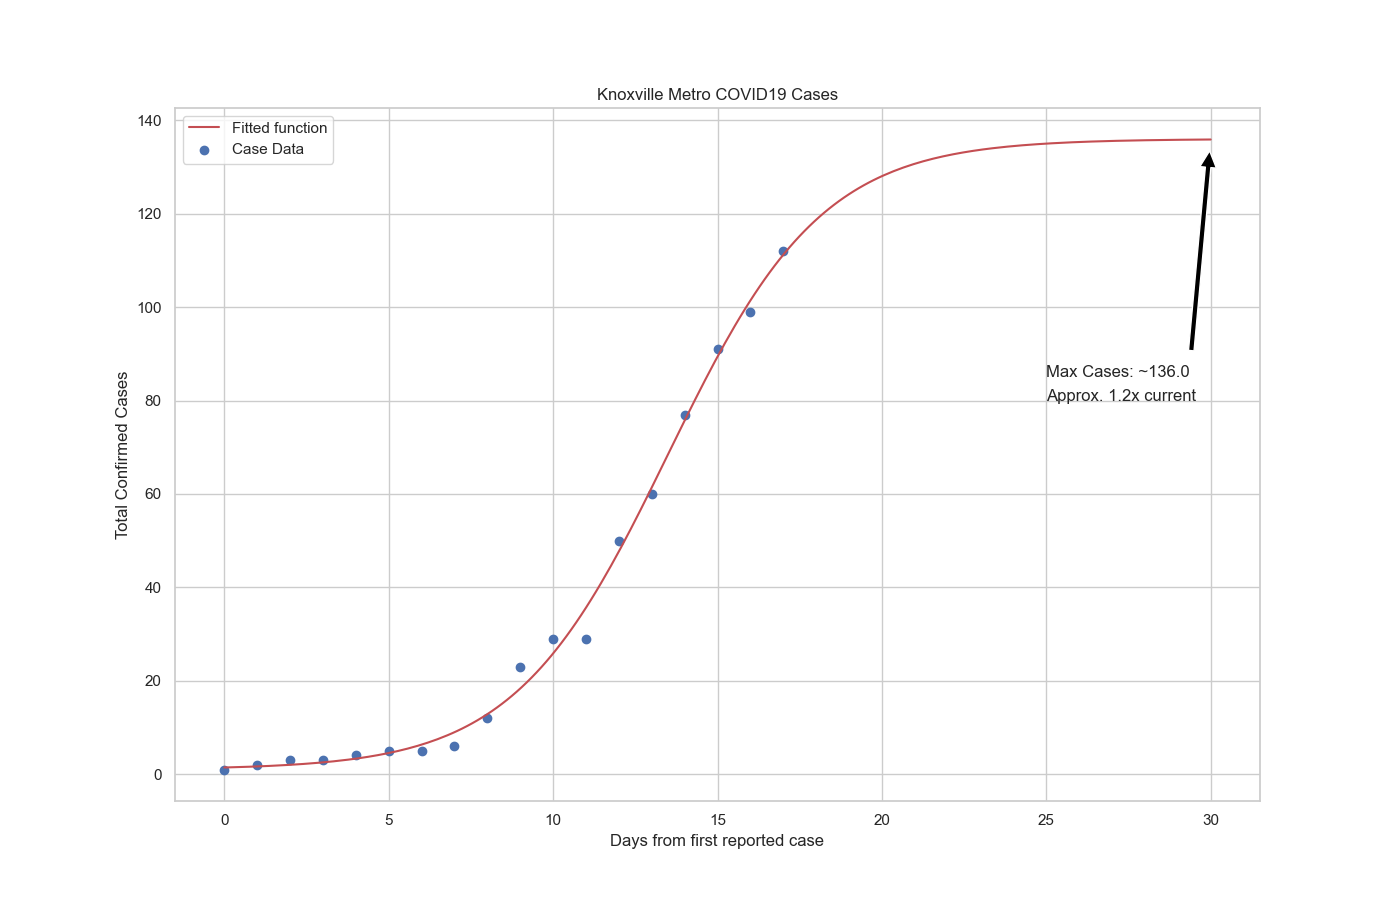 Knoxville Metro COVID19 Cases
Fitted function
Case Data
140
120
100
80
60
40
20
0
Total Confirmed Cases
Max Cases: ~136.0
Approx. 1.2x current
0 5 10 15 20 25 30
Days from first reported case